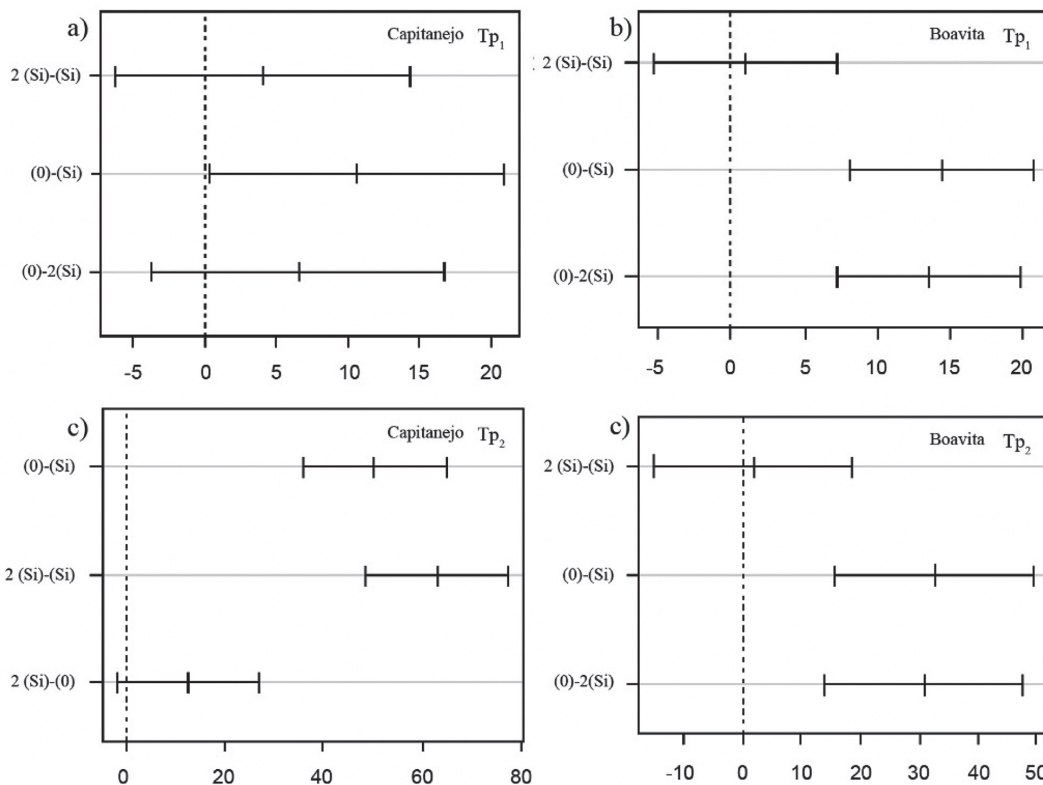 a) Capitanejo Tp1
2 (Si)-(Si)
(0)-(Si)
(0)-2(Si)
-5 0 5 10 15 20
b) Boavita Tp1
: 2 (Si)-(Si)
(0)-(Si)
(0)-2(Si)
-5 0 5 10 15 20
c) Capitanejo Tp2
(0)-(Si)
2 (Si)-(Si)
2 (Si)-(0)
0 20 40 60 80
c) Boavita Tp2
2 (Si)-(Si)
(0)-(Si)
(0)-2(Si)
-10 0 10 20 30 40 50